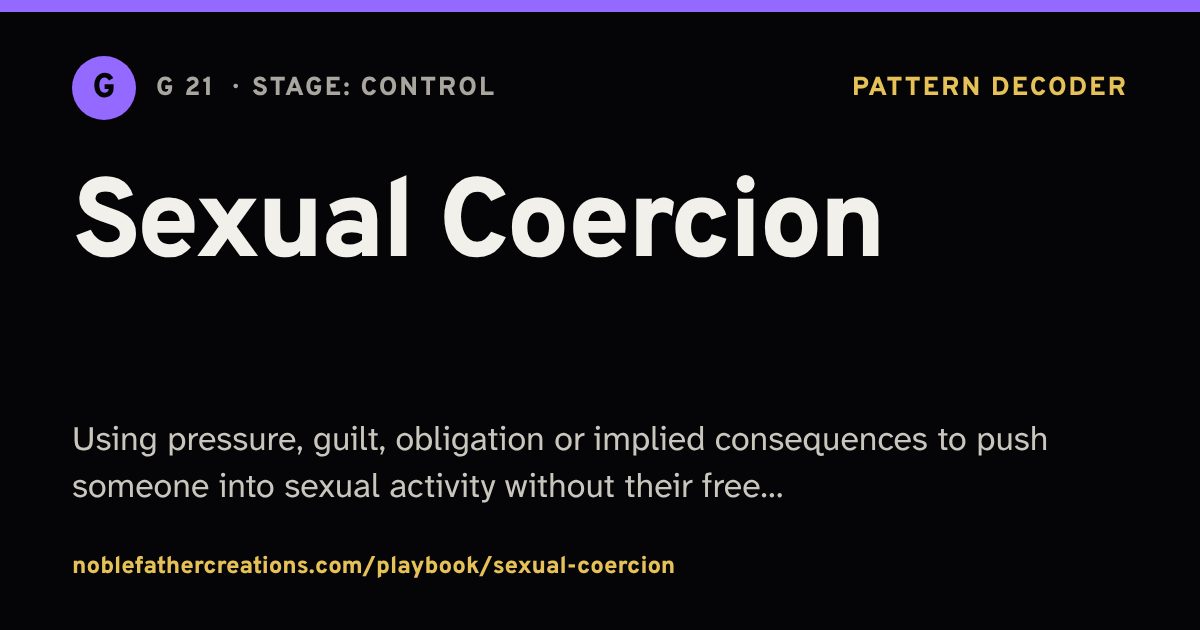 G G 21 · STAGE: CONTROL PATTERN DECODER
Sexual Coercion
Using pressure, guilt, obligation or implied consequences to push
someone into sexual activity without their free...
noblefathercreations.com/playbook/sexual-coercion